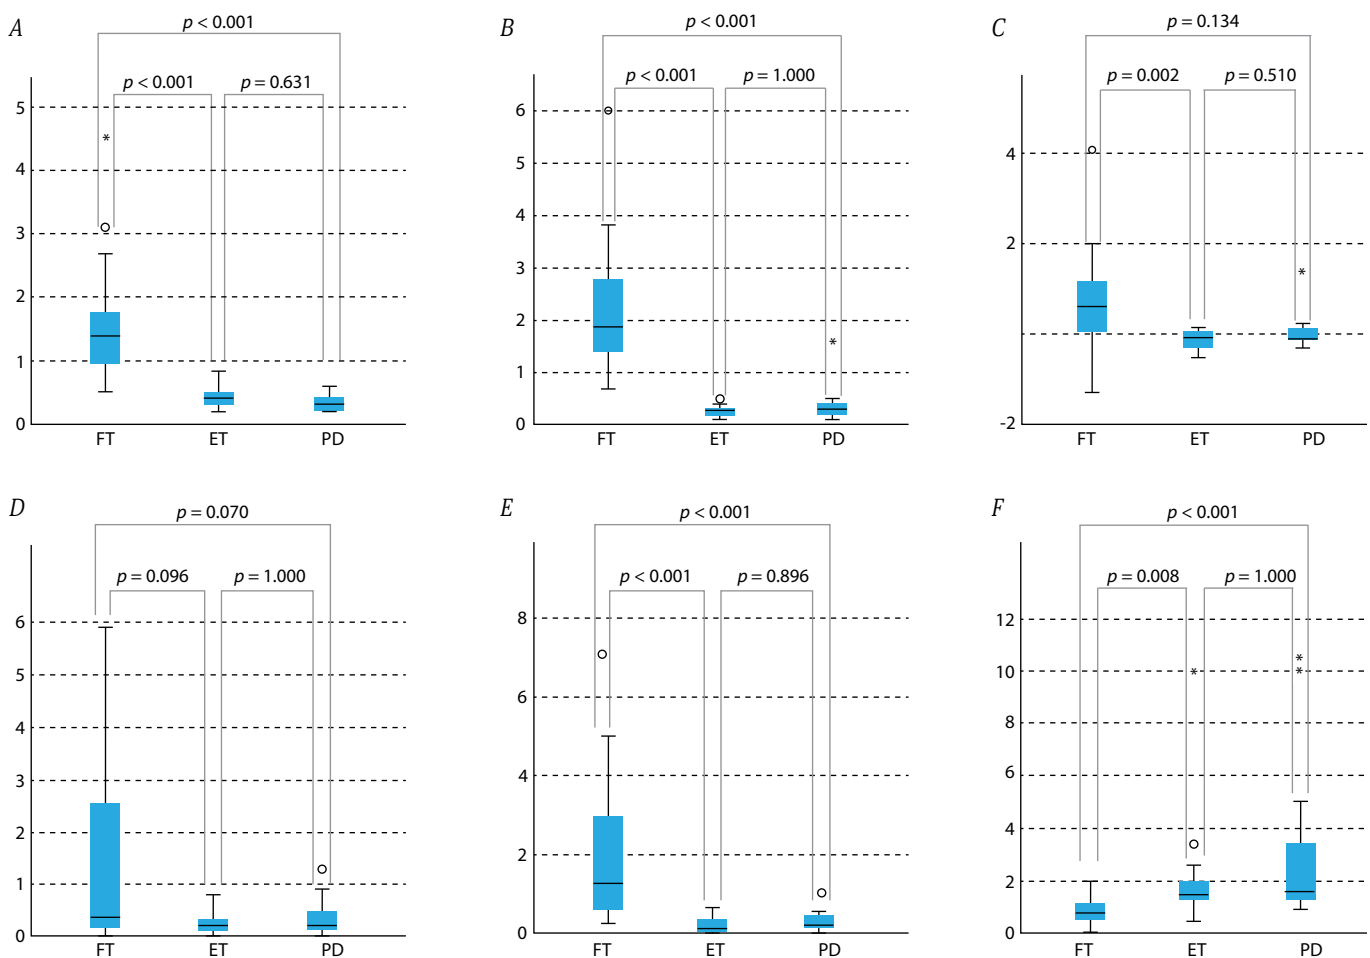 A
p < 0.001
p < 0.001
p = 0.631
5
4
3
2
1
0
FT
ET
PD
B
p < 0.001
p < 0.001
p = 1.000
6
5
4
3
2
1
0
FT
ET
PD
C
p = 0.134
p = 0.002
p = 0.510
4
2
-2
FT
ET
PD
D
p = 0.070
p = 0.096
p = 1.000
6
5
4
3
2
1
0
FT
ET
PD
E
p < 0.001
p < 0.001
p = 0.896
8
6
4
2
0
FT
ET
PD
F
p < 0.001
p = 0.008
p = 1.000
12
10
8
6
4
2
0
FT
ET
PD